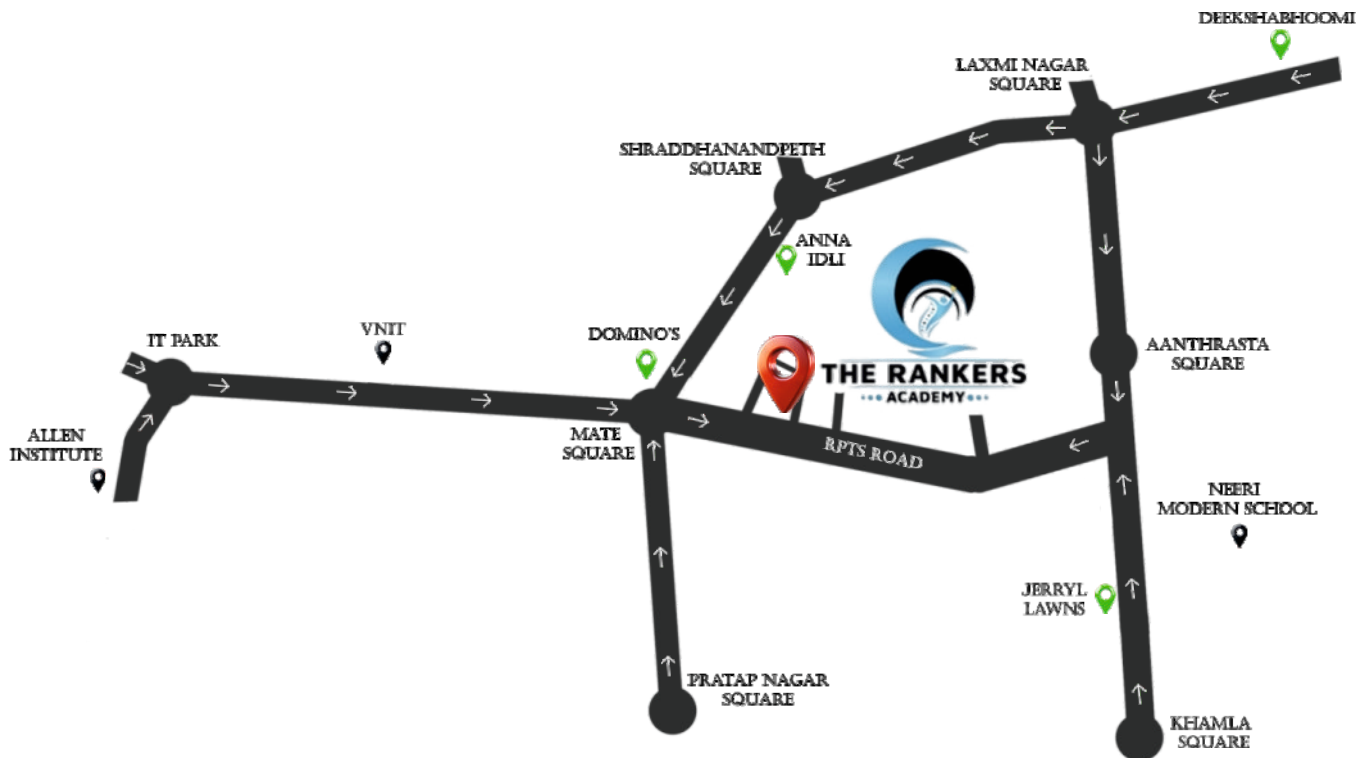 DEEKSHABHOOMI
LAXMI NAGAR
SQUARE
SHRADDHANANDPETH
SQUARE
ANNA
IDLI
IT PARK
VNIT
DOMINO'S
AANTHRASTA
SQUARE
THE RANKERS
ACADEMY
ALLEN
INSTITUTE
MATE
SQUARE
RPTS ROAD
NEERI
MODERN SCHOOL
JERRYL
LAWNS
PRATAP NAGAR
SQUARE
KHAMLA
SQUARE